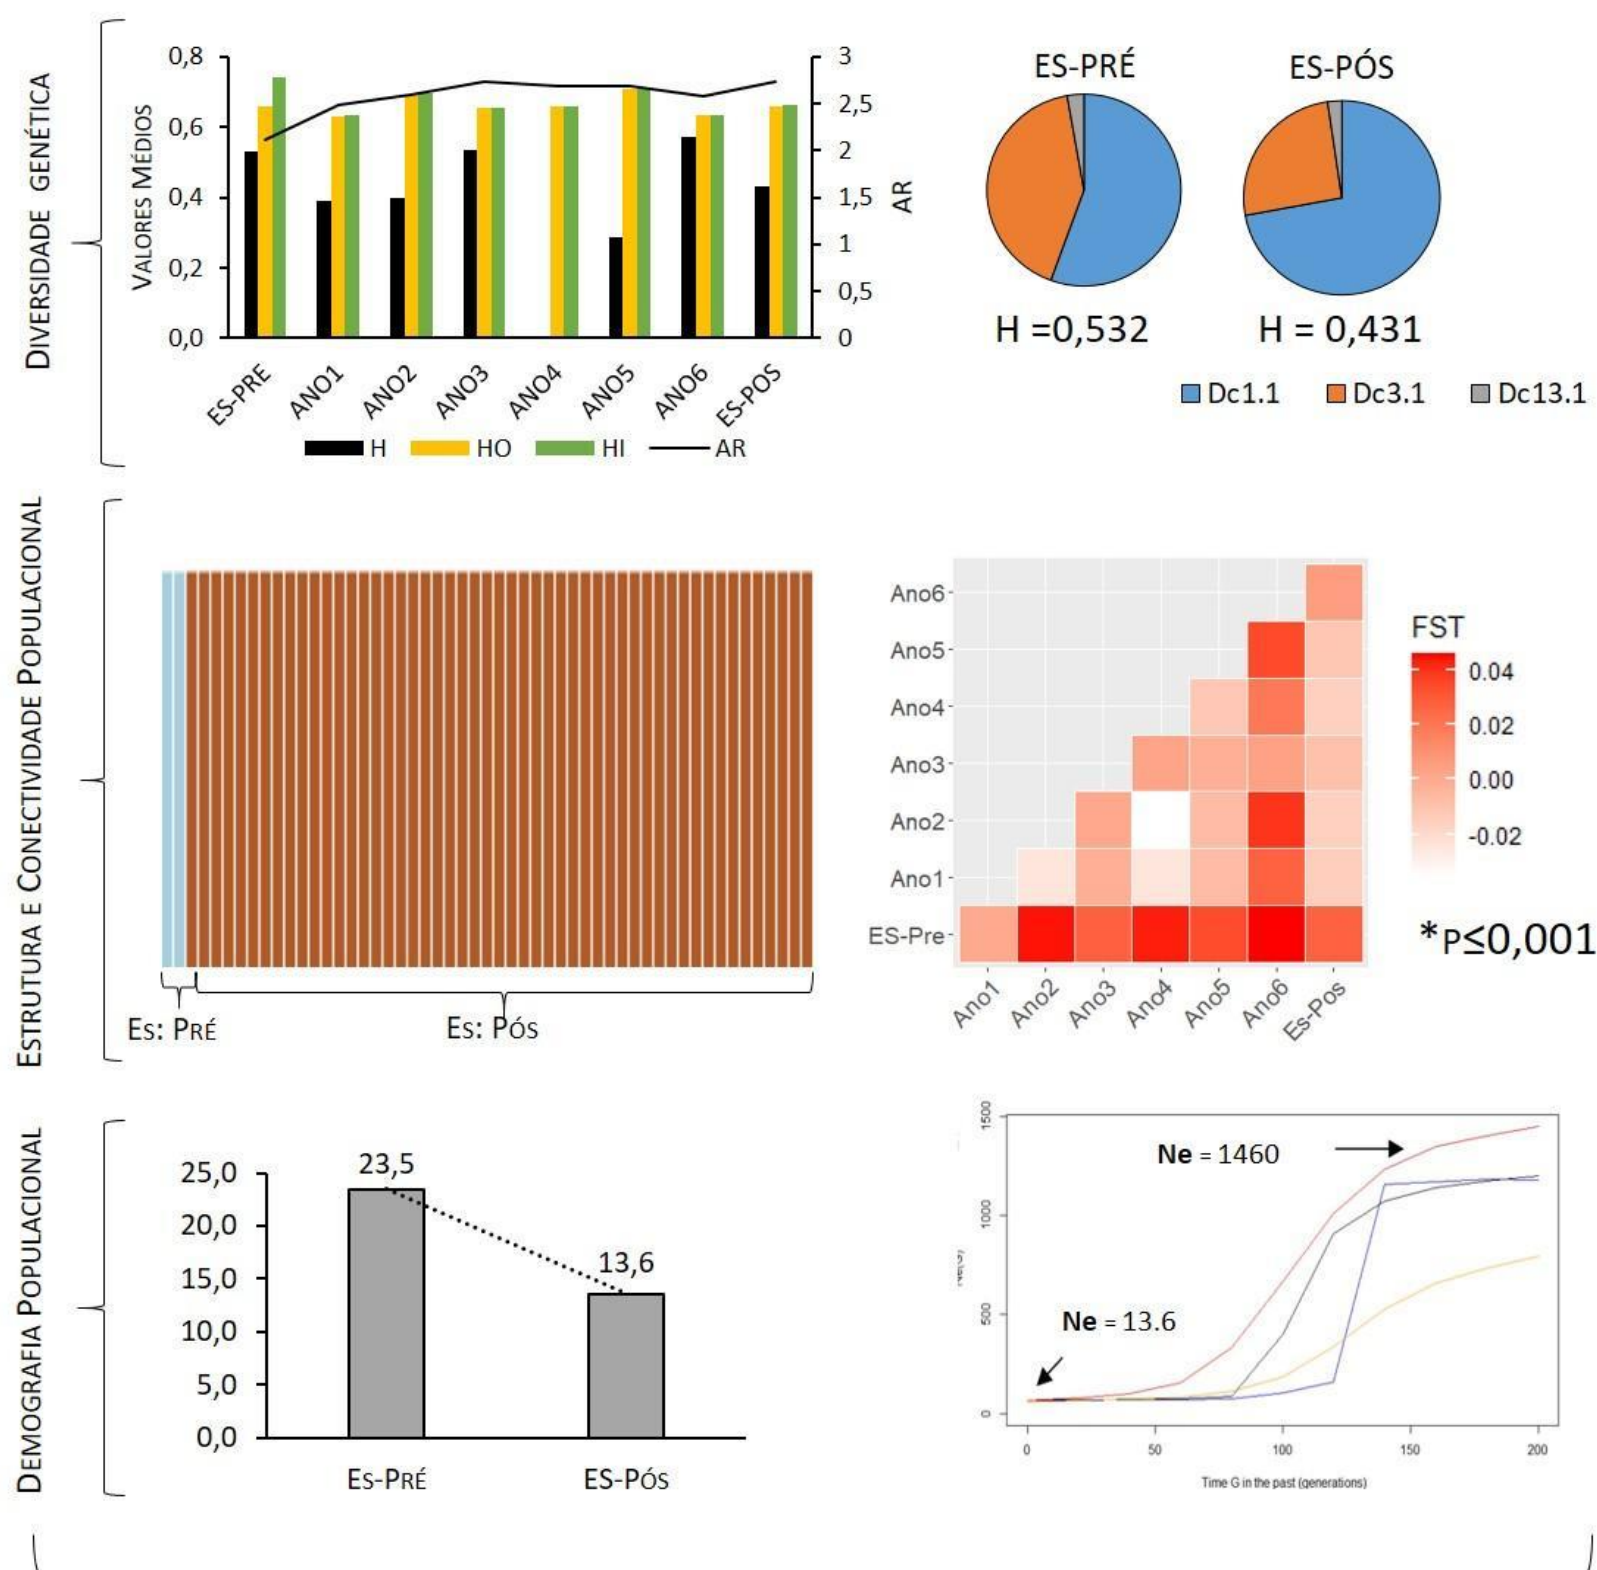 DIVERSIDADE GENÉTICA
VALORES MÉDIOS
0,8
0,6
0,4
0,2
0,0
3
2,5
2
1,5
1
0,5
0
AR
ES-PRE
ANO1
ANO2
ANO3
ANO4
ANO5
ANO6
ES-POS
H HO HI AR
ES-PRÉ
ES-PÓS
H =0,532
H = 0,431
Dc1.1 Dc3.1 Dc13.1
ESTRUTURA E CONECTIVIDADE POPULACIONAL
ES: PRÉ
ES: PÓS
Ano6
Ano5
Ano4
Ano3
Ano2
Ano1
ES-Pre
Ano1
Ano2
Ano3
Ano4
Ano5
Ano6
Es-Pos
FST
0.04
0.02
0.00
-0.02
*P≤0,001
DEMOGRAFIA POPULACIONAL
25,0
20,0
15,0
10,0
5,0
0,0
23,5
13,6
ES-PRÉ
ES-PÓS
1500
1000
500
0
Ne = 1460
Ne = 13.6
0
50
100
150
200
Time G in the past (generations)